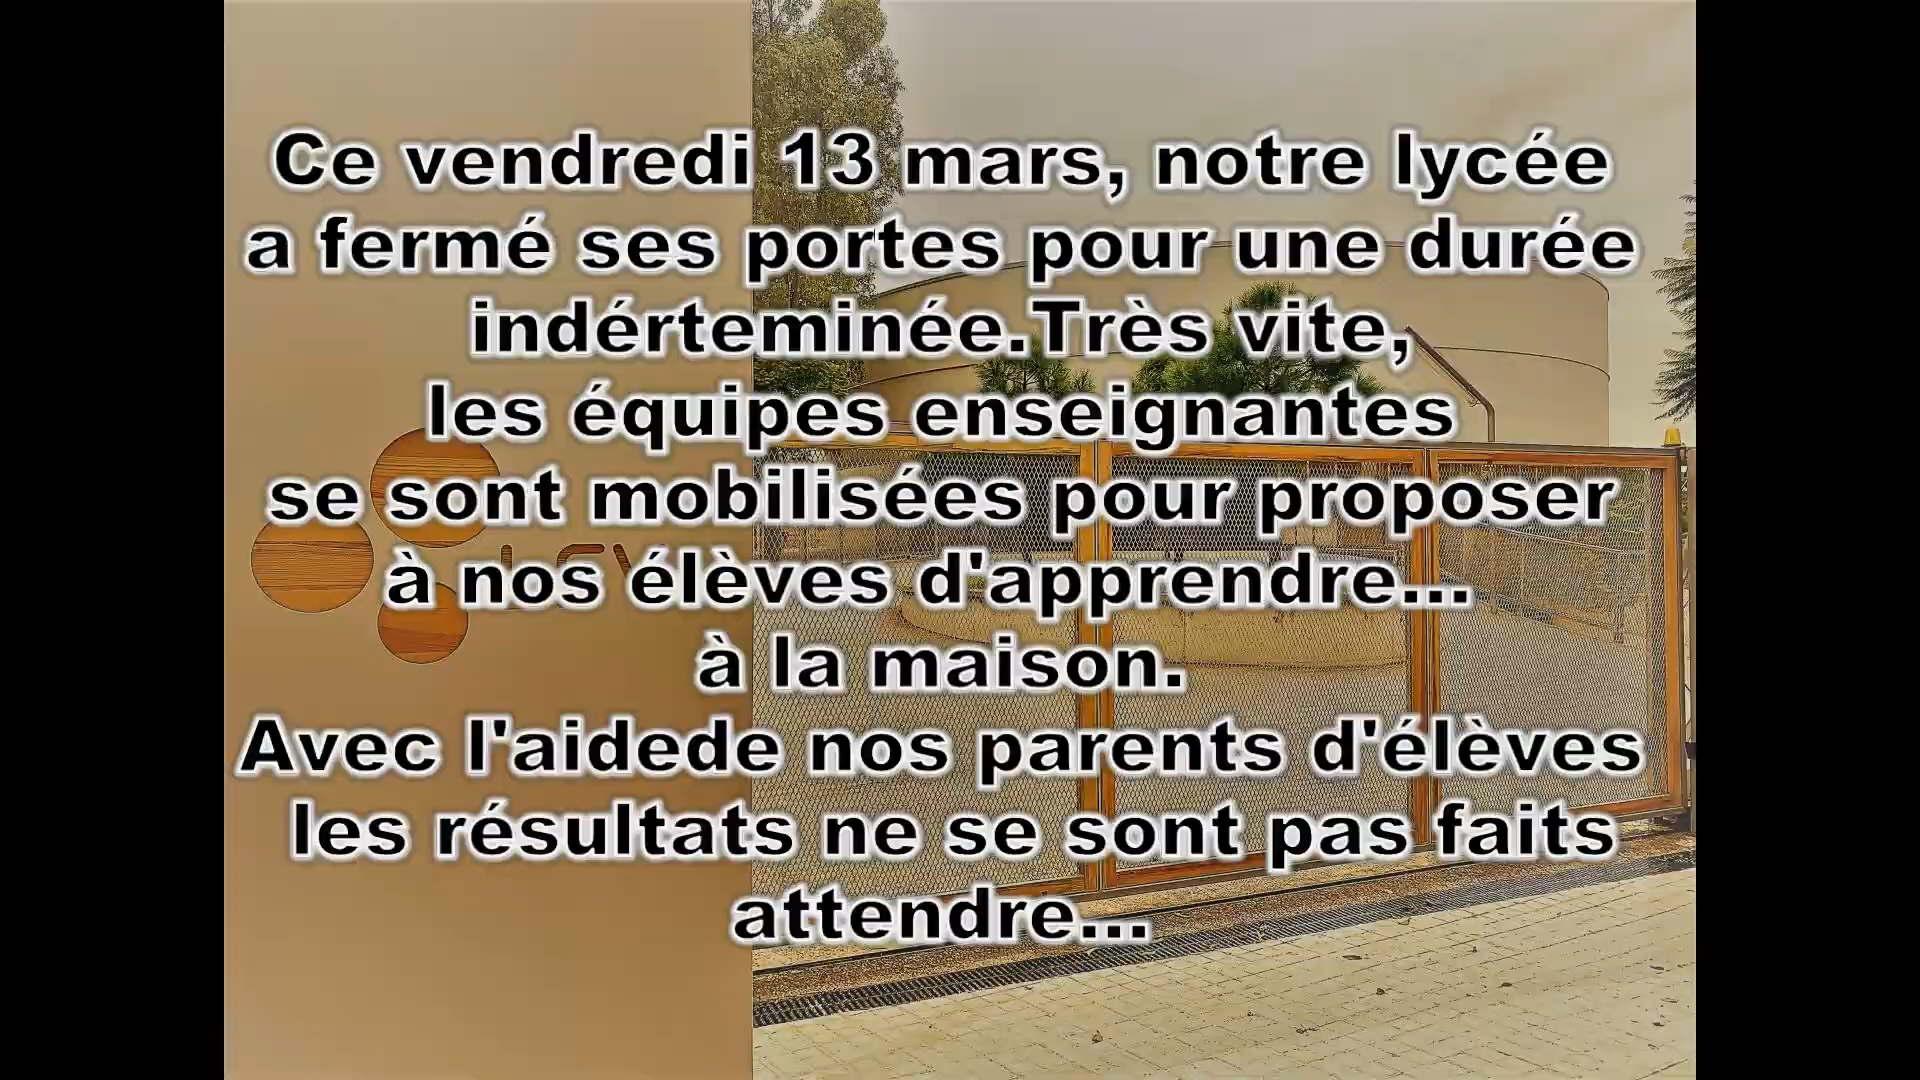 Ce vendredi 13 mars, notre lycée
a fermé ses portes pour une durée
indérteminée.Très vite,
les équipes enseignantes
se sont mobilisées pour proposer
à nos élèves d'apprendre...
à la maison.
Avec l'aidede nos parents d'élèves
les résultats ne se sont pas faits
attendre...